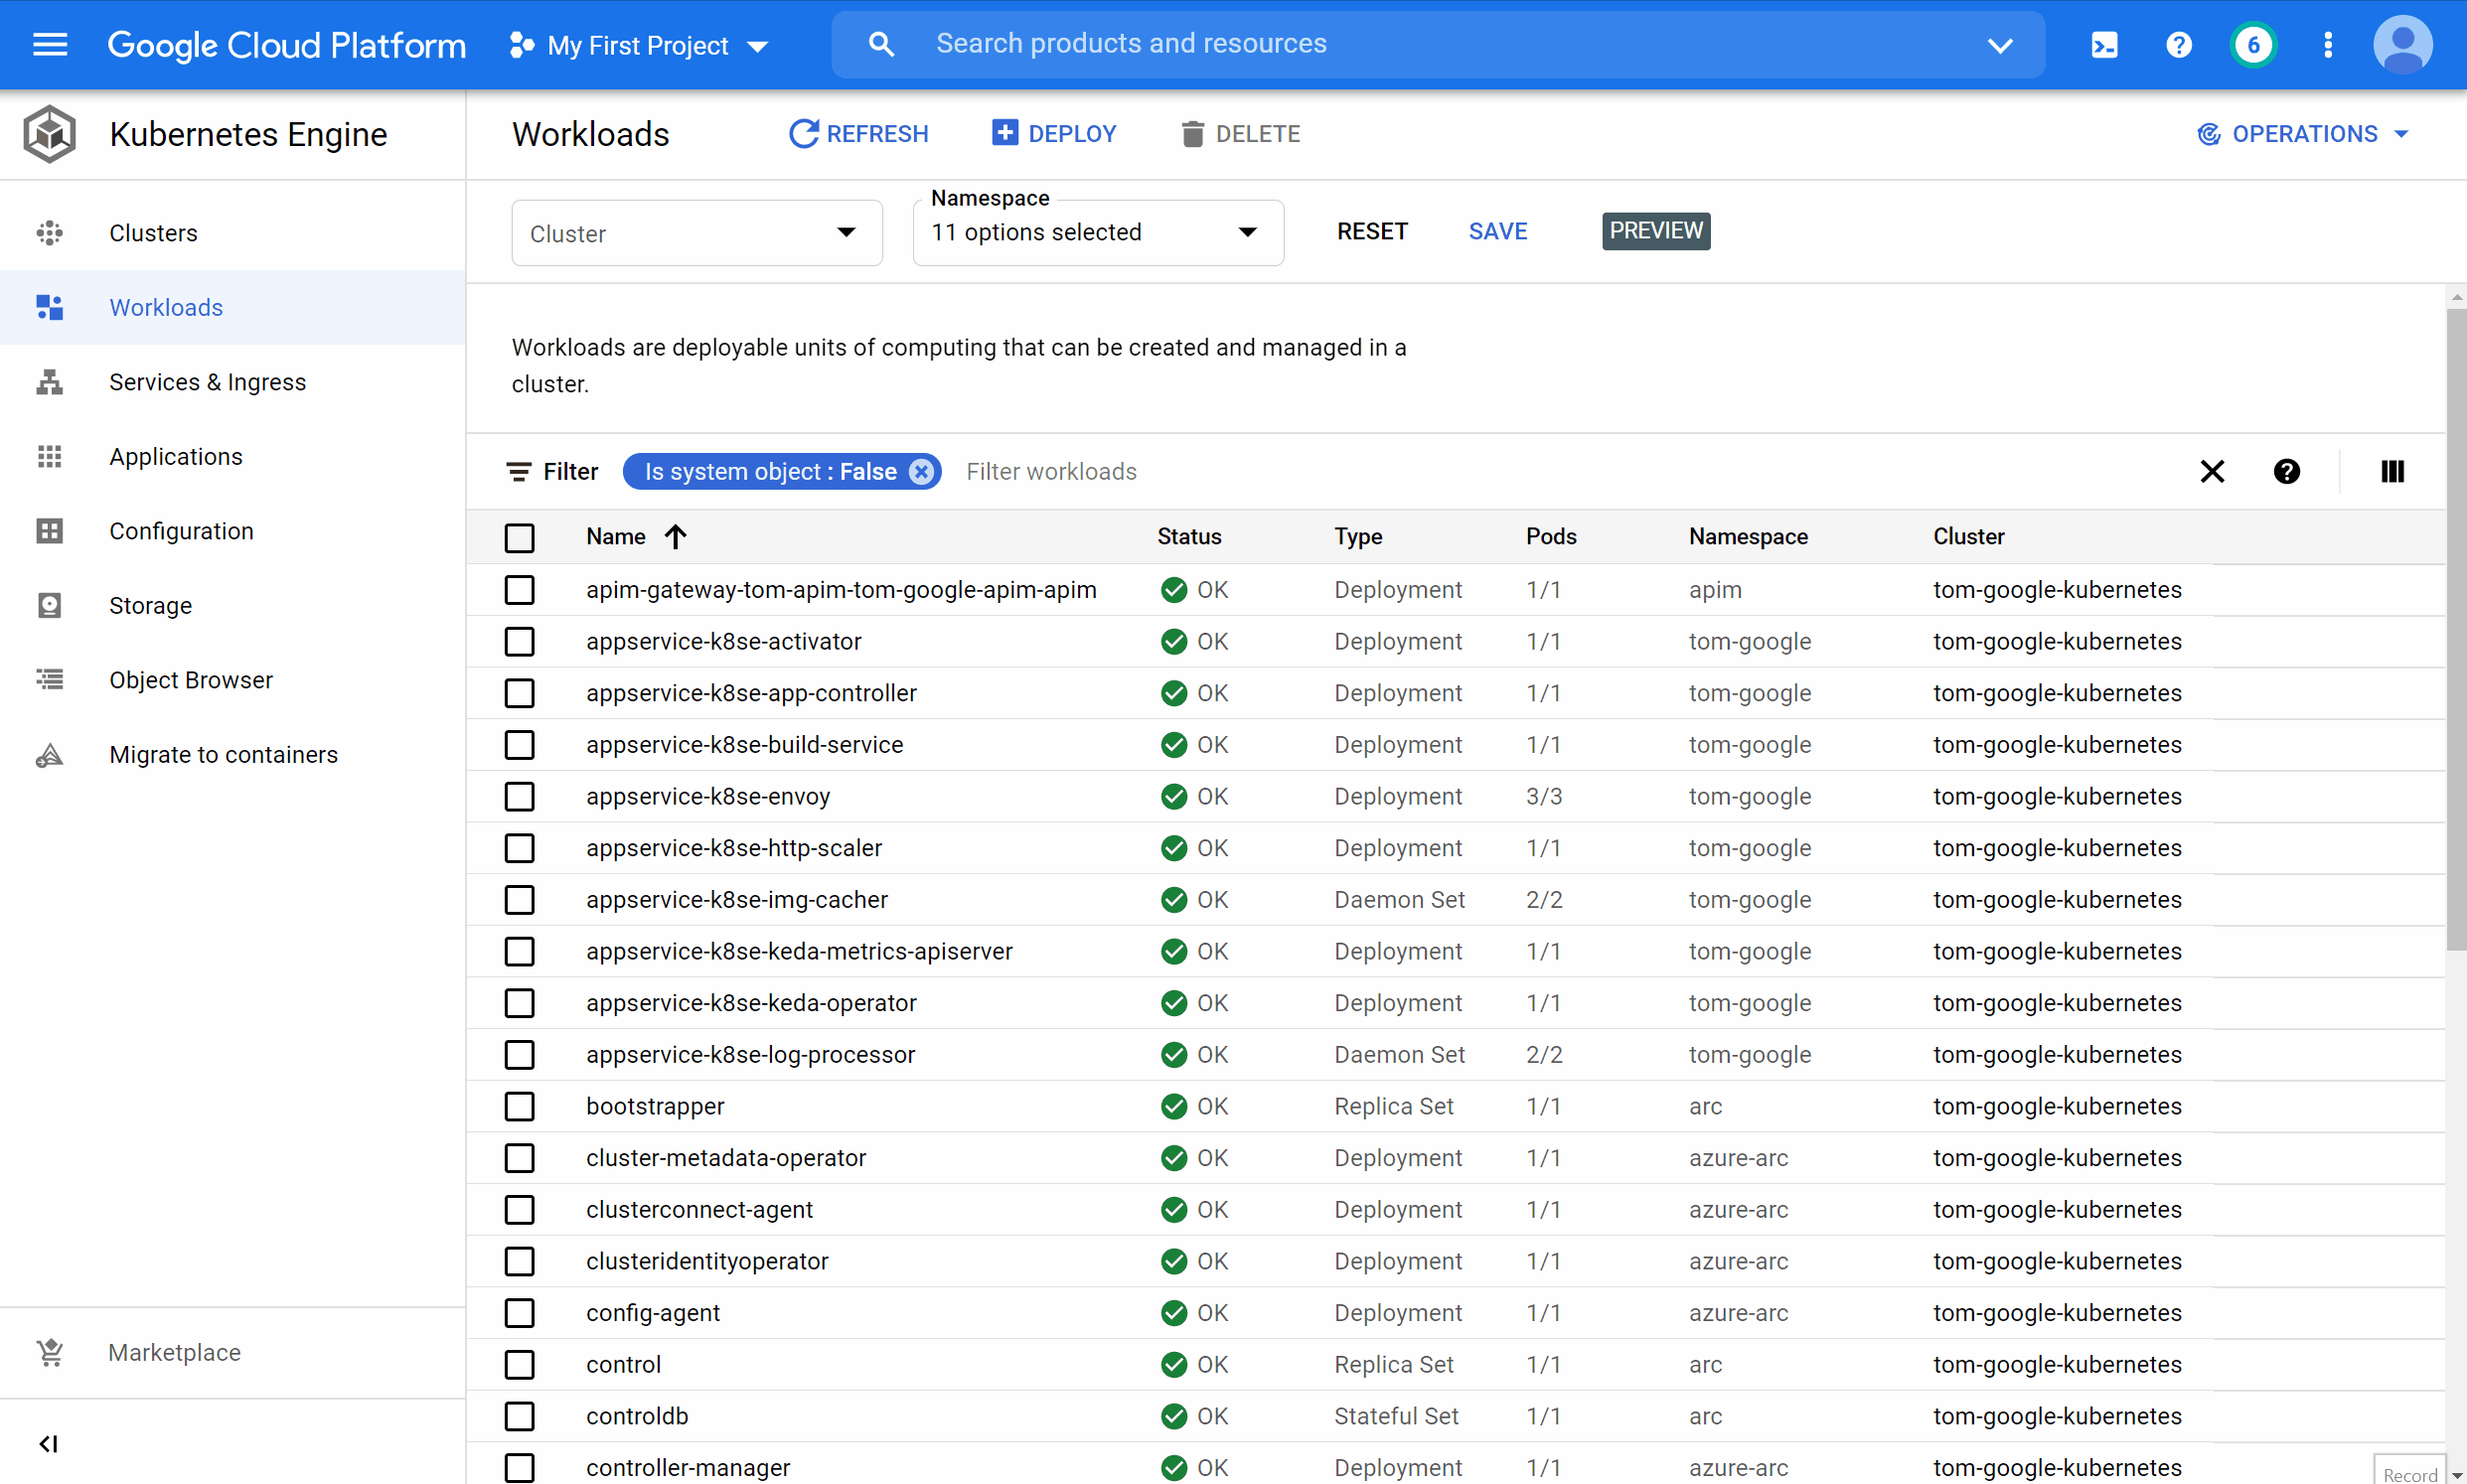 Google Cloud Platform My First Project Search products and resources 6
Kubernetes Engine Workloads REFRESH DEPLOY DELETE OPERATIONS
Clusters
Workloads
Services & Ingress
Applications
Configuration
Storage
Object Browser
Migrate to containers
Marketplace
Cluster Namespace 11 options selected RESET SAVE PREVIEW
Workloads are deployable units of computing that can be created and managed in a
cluster.
Filter Is system object : False Filter workloads
Name Status Type Pods Namespace Cluster
apim-gateway-tom-apim-tom-google-apim-apim OK Deployment 1/1 apim tom-google-kubernetes
appservice-k8se-activator OK Deployment 1/1 tom-google tom-google-kubernetes
appservice-k8se-app-controller OK Deployment 1/1 tom-google tom-google-kubernetes
appservice-k8se-build-service OK Deployment 1/1 tom-google tom-google-kubernetes
appservice-k8se-envoy OK Deployment 3/3 tom-google tom-google-kubernetes
appservice-k8se-http-scaler OK Deployment 1/1 tom-google tom-google-kubernetes
appservice-k8se-img-cacher OK Daemon Set 2/2 tom-google tom-google-kubernetes
appservice-k8se-keda-metrics-apiserver OK Deployment 1/1 tom-google tom-google-kubernetes
appservice-k8se-keda-operator OK Deployment 1/1 tom-google tom-google-kubernetes
appservice-k8se-log-processor OK Daemon Set 2/2 tom-google tom-google-kubernetes
bootstrapper OK Replica Set 1/1 arc tom-google-kubernetes
cluster-metadata-operator OK Deployment 1/1 azure-arc tom-google-kubernetes
clusterconnect-agent OK Deployment 1/1 azure-arc tom-google-kubernetes
clusteridentityoperator OK Deployment 1/1 azure-arc tom-google-kubernetes
config-agent OK Deployment 1/1 azure-arc tom-google-kubernetes
control OK Replica Set 1/1 arc tom-google-kubernetes
controldb OK Stateful Set 1/1 arc tom-google-kubernetes
controller-manager OK Deployment 1/1 azure-arc tom-google-kubernetes
Record